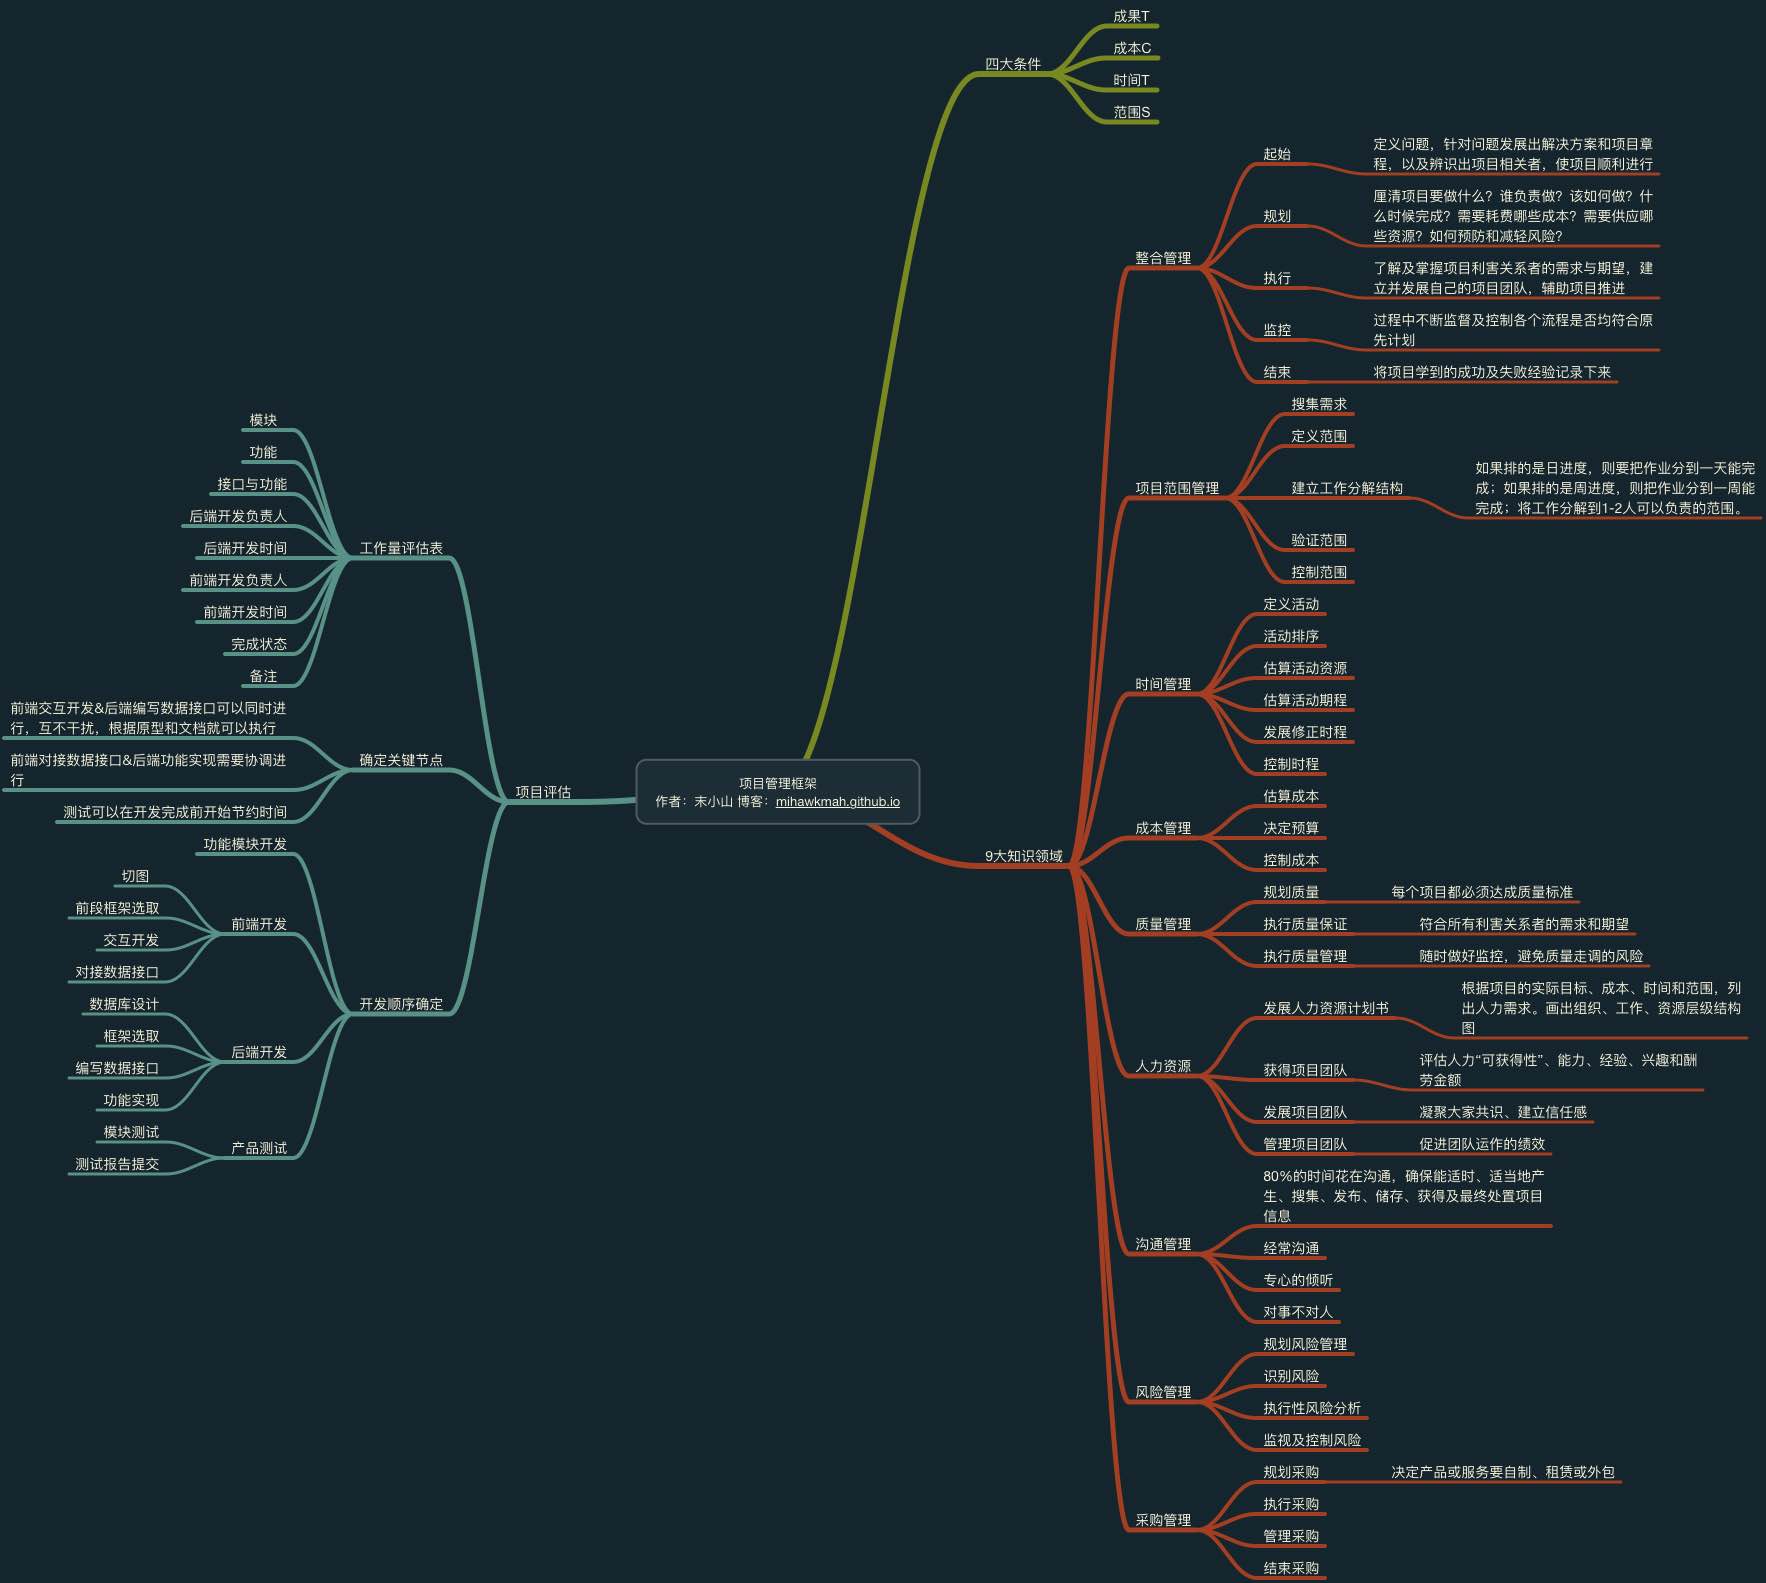 项目管理框架
作者：末小山 博客：mihawkmah.github.io
四大条件
成果T
成本C
时间T
范围S
9大知识领域
整合管理
起始
定义问题，针对问题发展出解决方案和项目章
程，以及辨识出项目相关者，使项目顺利进行
规划
厘清项目要做什么？谁负责做？该如何做？什
么时候完成？需要耗费哪些成本？需要供应哪
些资源？如何预防和减轻风险？
执行
了解及掌握项目利害关系者的需求与期望，建
立并发展自己的项目团队，辅助项目推进
监控
过程中不断监督及控制各个流程是否均符合原
先计划
结束
将项目学到的成功及失败经验记录下来
项目范围管理
搜集需求
定义范围
建立工作分解结构
如果排的是日进度，则要把作业分到一天能完
成；如果排的是周进度，则把作业分到一周能
完成；将工作分解到1-2人可以负责的范围。
验证范围
控制范围
时间管理
定义活动
活动排序
估算活动资源
估算活动期程
发展修正时程
控制时程
成本管理
估算成本
决定预算
控制成本
质量管理
规划质量
每个项目都必须达成质量标准
执行质量保证
符合所有利害关系者的需求和期望
执行质量管理
随时做好监控，避免质量走调的风险
人力资源
发展人力资源计划书
根据项目的实际目标、成本、时间和范围，列
出人力需求。画出组织、工作、资源层级结构
图
获得项目团队
评估人力“可获得性”、能力、经验、兴趣和酬
劳金额
发展项目团队
凝聚大家共识、建立信任感
管理项目团队
促进团队运作的绩效
沟通管理
80%的时间花在沟通，确保能适时、适当地产
生、搜集、发布、储存、获得及最终处置项目
信息
经常沟通
专心的倾听
对事不对人
风险管理
规划风险管理
识别风险
执行性风险分析
监视及控制风险
采购管理
规划采购
决定产品或服务要自制、租赁或外包
执行采购
管理采购
结束采购
项目评估
工作量评估表
模块
功能
接口与功能
后端开发负责人
后端开发时间
前端开发负责人
前端开发时间
完成状态
备注
确定关键节点
前端交互开发&后端编写数据接口可以同时进
行，互不干扰，根据原型和文档就可以执行
前端对接数据接口&后端功能实现需要协调进
行
测试可以在开发完成前开始节约时间
开发顺序确定
功能模块开发
前端开发
切图
前段框架选取
交互开发
对接数据接口
后端开发
数据库设计
框架选取
编写数据接口
功能实现
产品测试
模块测试
测试报告提交